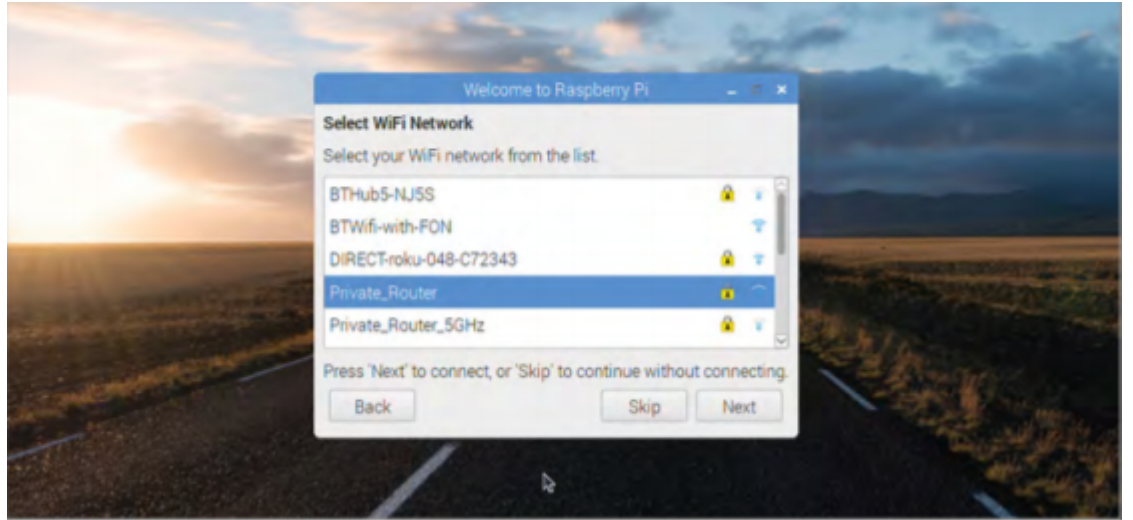 Welcome to Raspberry Pi
Select WiFi Network
Select your WiFi network from the list.
BTHub5-NJ5S
BTWifi-with-FON
DIRECT-roku-048-C72343
Private_Router
Private_Router_5GHz
Press 'Next' to connect, or 'Skip' to continue without connecting.
Back Skip Next